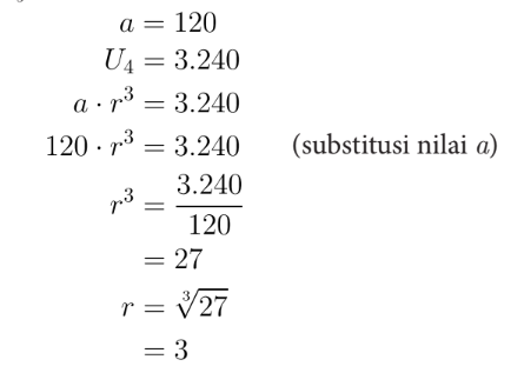 a = 120
U₄ = 3.240
a · r³ = 3.240
120 · r³ = 3.240 (substitusi nilai a)
r³ = 3.240/120
= 27
r = ∛27
= 3